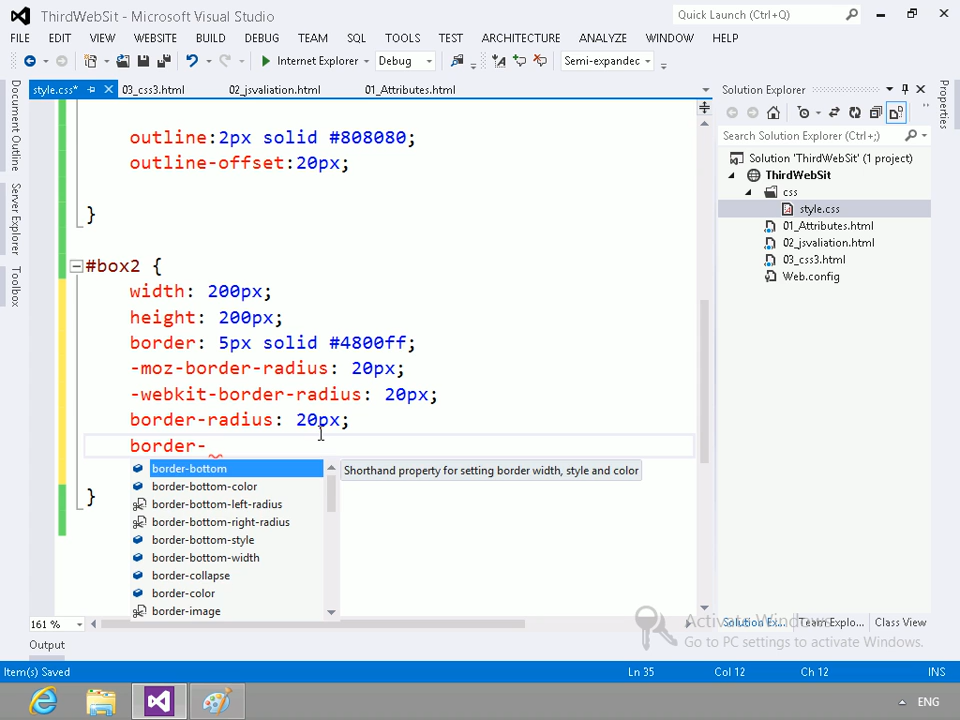 ThirdWebSit - Microsoft Visual Studio
Quick Launch (Ctrl+Q)
FILE EDIT VIEW WEBSITE BUILD DEBUG TEAM SQL TOOLS TEST ARCHITECTURE ANALYZE WINDOW HELP
Internet Explorer Debug Semi-expandec
style.css* 03_css3.html 02_jsvaliation.html 01_Attributes.html
Document Outline
Server Explorer
Toolbox
outline:2px solid #808080;
outline-offset:20px;
}
#box2 {
width: 200px;
height: 200px;
border: 5px solid #4800ff;
-moz-border-radius: 20px;
-webkit-border-radius: 20px;
border-radius: 20px;
border-
border-bottom
border-bottom-color
border-bottom-left-radius
border-bottom-right-radius
border-bottom-style
border-bottom-width
border-collapse
border-color
border-image
Shorthand property for setting border width, style and color
}
161 %
Output
Solution Explorer
Search Solution Explorer (Ctrl+;)
Solution 'ThirdWebSit' (1 project)
ThirdWebSit
css
style.css
01_Attributes.html
02_jsvaliation.html
03_css3.html
Web.config
Properties
Solution Ex... Team Explo... Class View
Activate Windows
Go to PC settings to activate Windows.
Item(s) Saved Ln 35 Col 12 Ch 12 INS
ENG